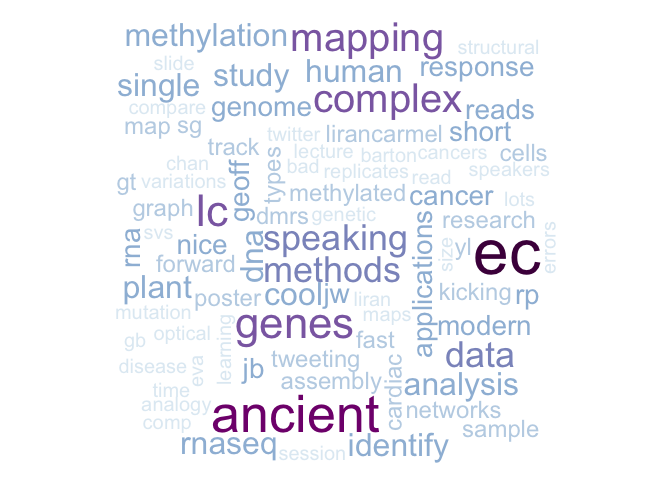 methylation mapping structural
slide
single study human response
compare genome complex reads
map sg twitter lirancarmel short
track lecture barton cancers cells
chan types bad replicates read speakers
gt variations geoff methylated cancer
graph lc dmrs genetic research lots
rna svs nice dna speaking applications size yl ec errors
forward methods
plant poster cool jw liran kicking rp
mutation genes maps modern
gb optical learning fast data
disease eva jb tweeting cardiac
time assembly analysis
analogy ancient networks
comp sample
rnaseq session identify